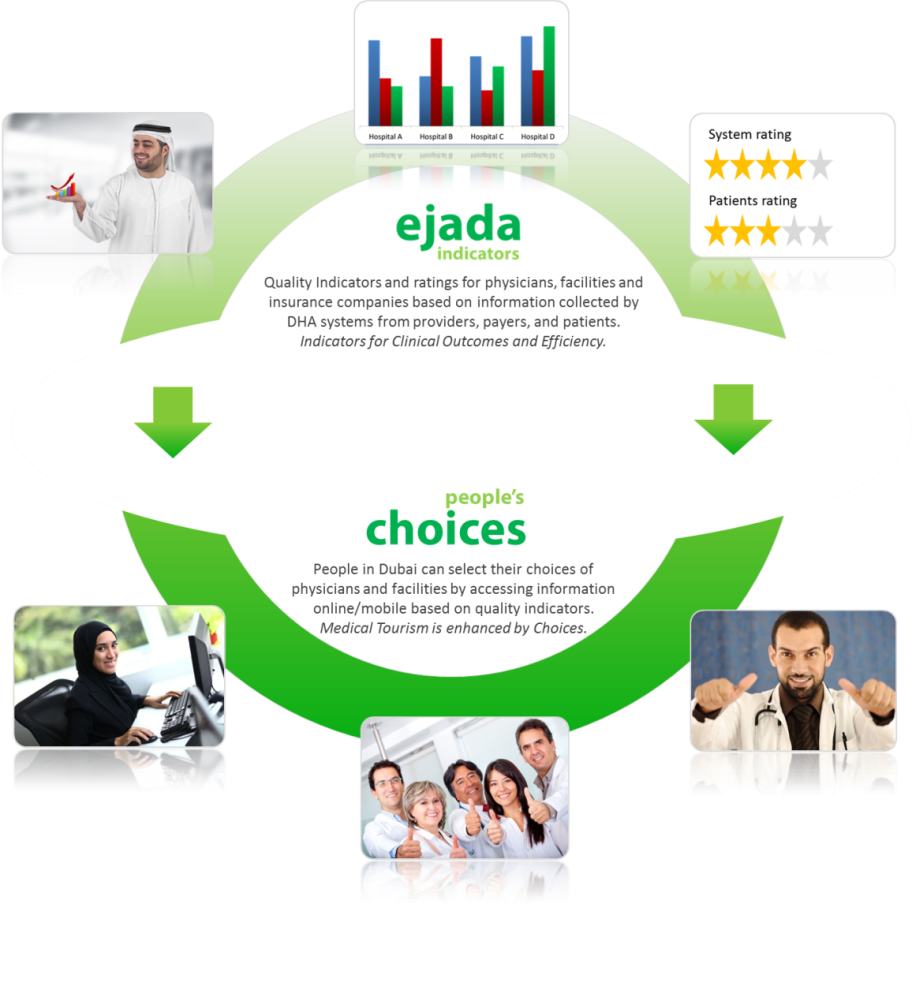 Hospital A Hospital B Hospital C Hospital D
System rating
Patients rating
ejada
indicators
Quality Indicators and ratings for physicians, facilities and
insurance companies based on information collected by
DHA systems from providers, payers, and patients.
Indicators for Clinical Outcomes and Efficiency.
people's
choices
People in Dubai can select their choices of
physicians and facilities by accessing information
online/mobile based on quality indicators.
Medical Tourism is enhanced by Choices.